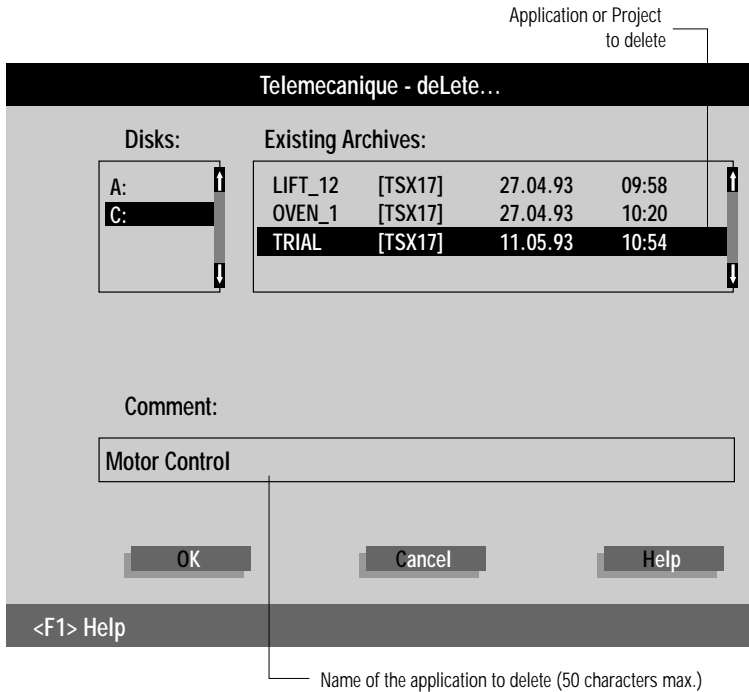 Application or Project
to delete
Telemecanique - deLete…
Disks:
Existing Archives:
A:
C:
LIFT_12 [TSX17] 27.04.93 09:58
OVEN_1 [TSX17] 27.04.93 10:20
TRIAL [TSX17] 11.05.93 10:54
Comment:
Motor Control
OK Cancel Help
<F1> Help
Name of the application to delete (50 characters max.)